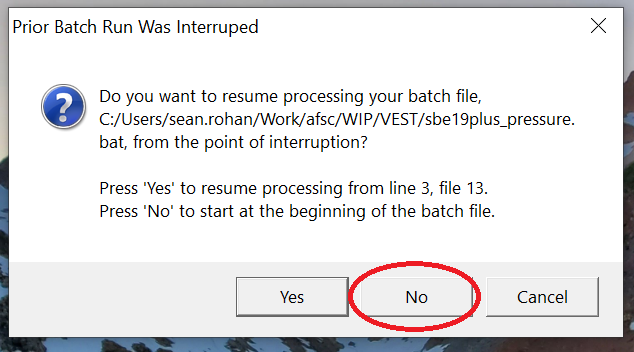 Prior Batch Run Was Interruped
Do you want to resume processing your batch file,
C:/Users/sean.rohan/Work/afsc/WIP/VEST/sbe19plus_pressure.
bat, from the point of interruption?
Press 'Yes' to resume processing from line 3, file 13.
Press 'No' to start at the beginning of the batch file.
Yes
No
Cancel